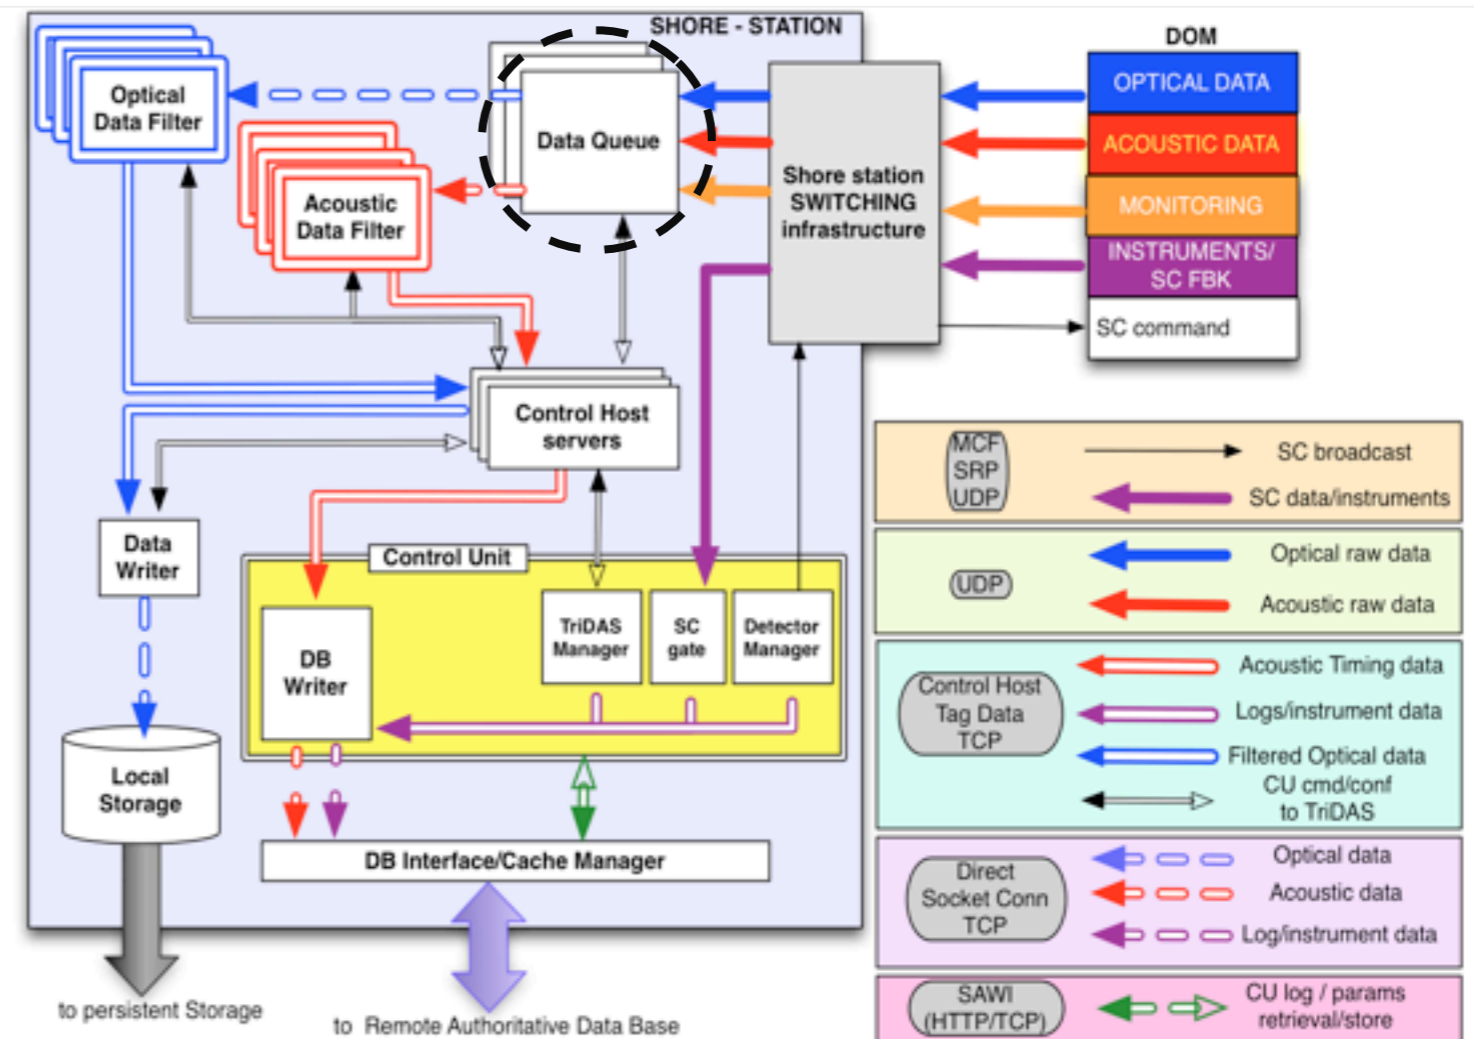 SHORE - STATION
DOM
Optical
Data Filter
Data Queue
Acoustic
Data Filter
Shore station
SWITCHING
infrastructure
OPTICAL DATA
ACOUSTIC DATA
MONITORING
INSTRUMENTS/
SC FBK
SC command
Control Host
servers
Data
Writer
Control Unit
DB
Writer
TriDAS
Manager
SC
gate
Detector
Manager
Local
Storage
DB Interface/Cache Manager
to persistent Storage
to Remote Authoritative Data Base
MCF
SRP
UDP
SC broadcast
SC data/instruments
UDP
Optical raw data
Acoustic raw data
Control Host
Tag Data
TCP
Acoustic Timing data
Logs/instrument data
Filtered Optical data
CU cmd/conf
to TriDAS
Direct
Socket Conn
TCP
Optical data
Acoustic data
Log/instrument data
SAWI
(HTTP/TCP)
CU log / params
retrieval/store